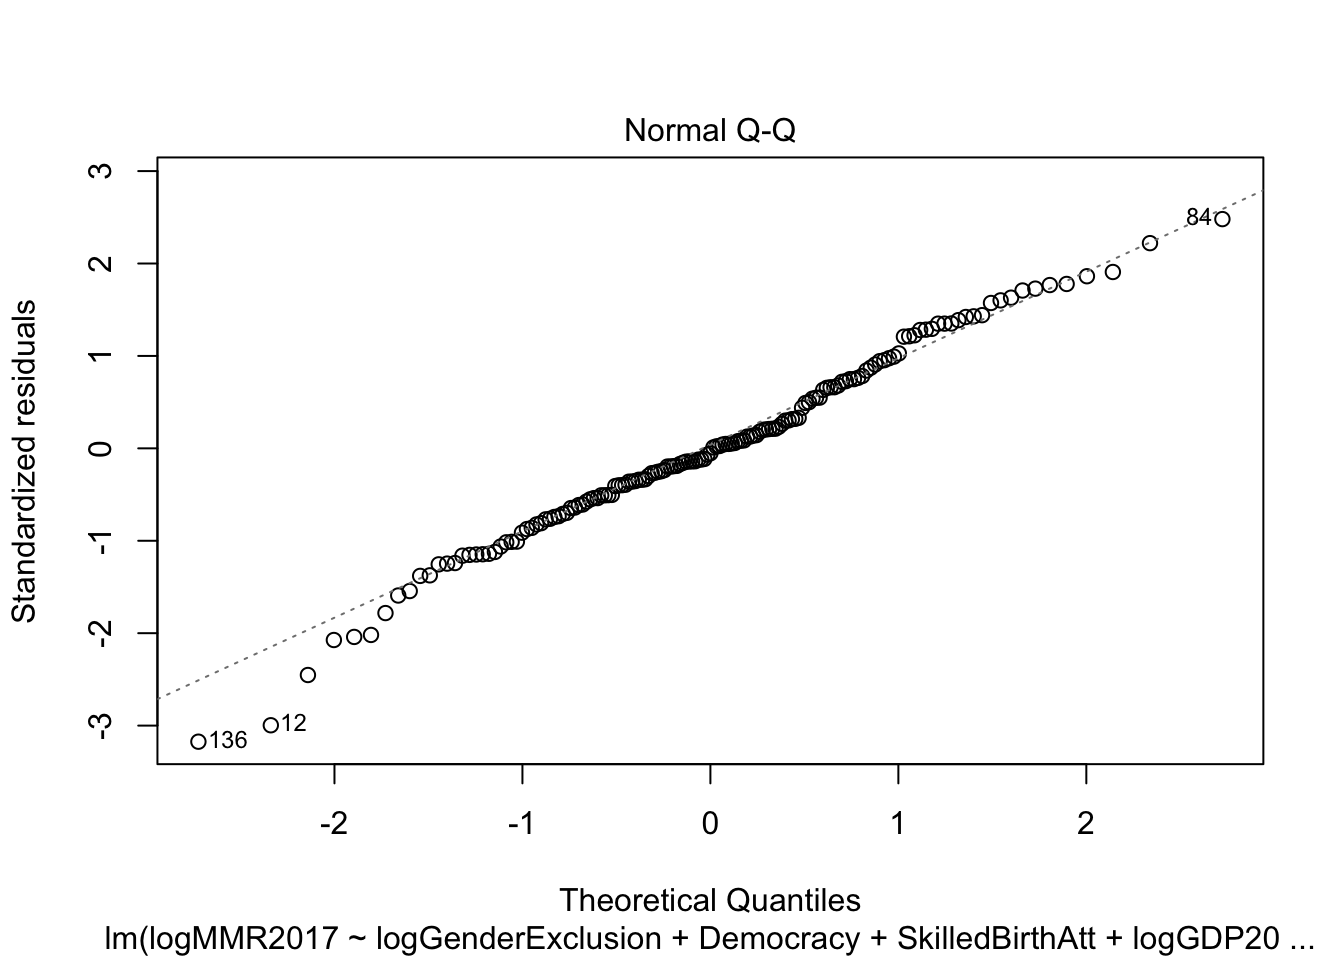 Normal Q-Q
3
2
1
0
-1
-2
-3
Standardized residuals
84
12
136
-2 -1 0 1 2
Theoretical Quantiles
lm(logMMR2017 ~ logGenderExclusion + Democracy + SkilledBirthAtt + logGDP20 ...